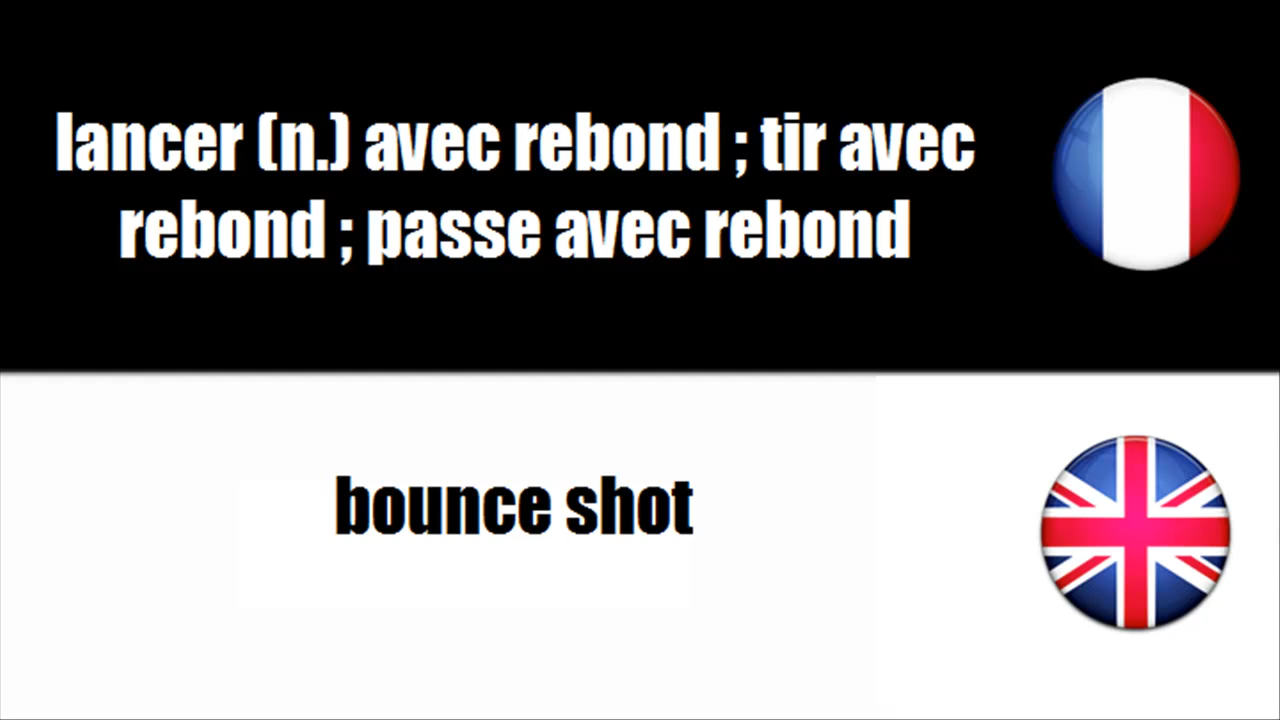 lancer (n.) avec rebond ; tir avec
rebond ; passe avec rebond
bounce shot